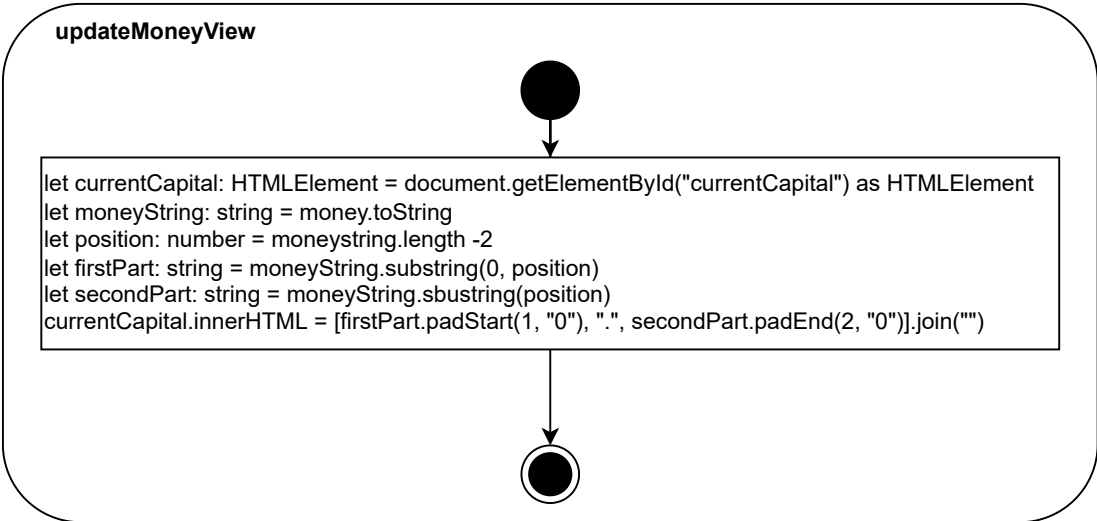 updateMoneyView
let currentCapital: HTMLElement = document.getElementById("currentCapital") as HTMLElement
let moneyString: string = money.toString
let position: number = moneystring.length -2
let firstPart: string = moneyString.substring(0, position)
let secondPart: string = moneyString.sbustring(position)
currentCapital.innerHTML = [firstPart.padStart(1, "0"), ".", secondPart.padEnd(2, "0")].join("")